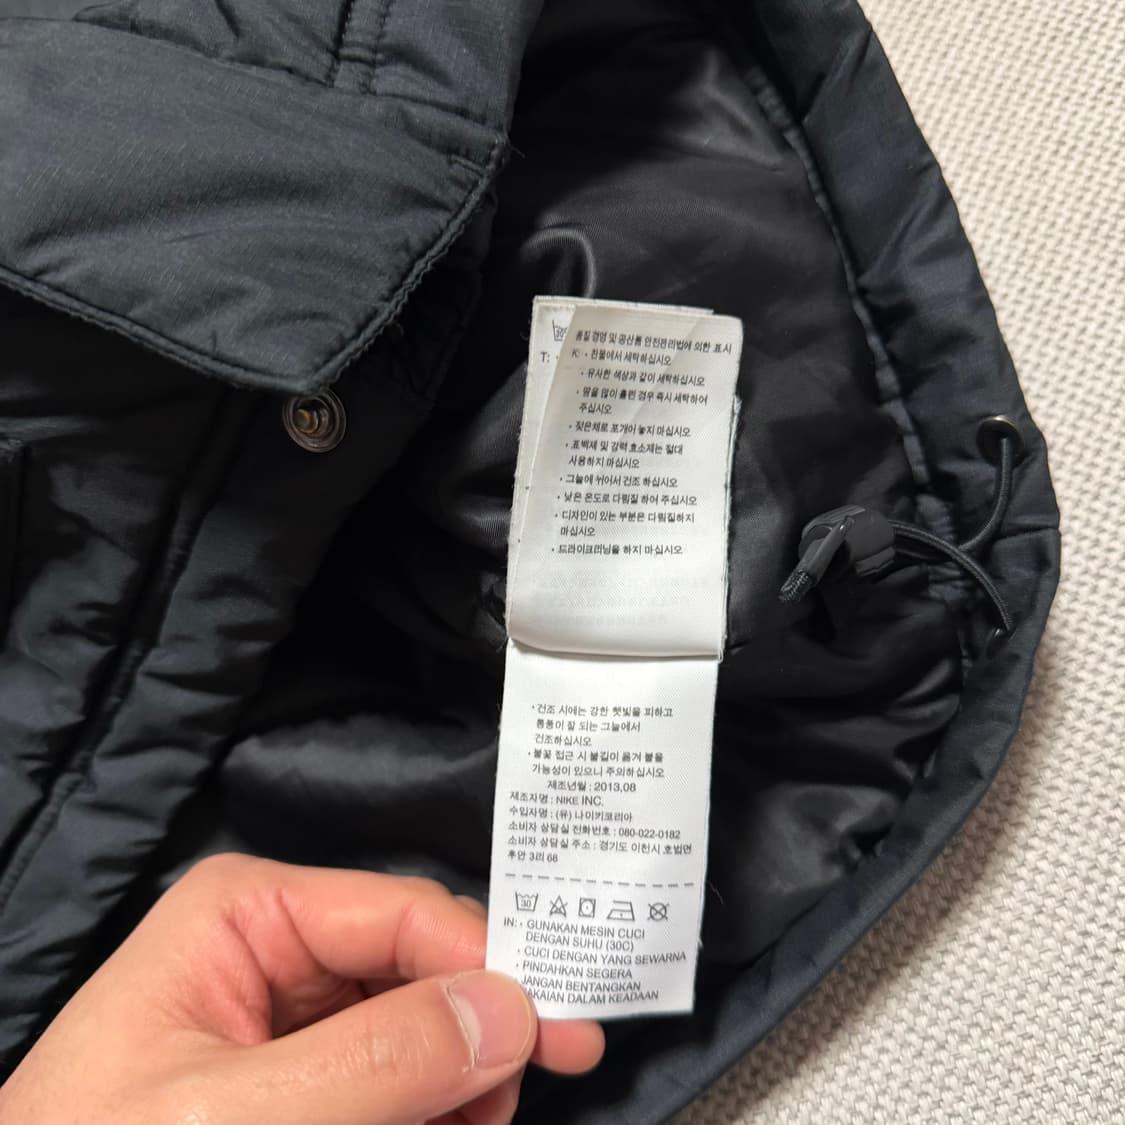 30
T:
품질경영 및 공산품 안전관리법에 의한 표시
K: · 찬물에서 세탁하십시오
· 유사한 색상과 같이 세탁하십시오
· 땀을 많이 흘린 경우 즉시 세탁하여
주십시오
· 젖은채로 포개어 놓지 마십시오
· 표백제 및 강력 효소제는 절대
사용하지 마십시오
· 그늘에 뉘어서 건조 하십시오
· 낮은 온도로 다림질 하여 주십시오
· 디자인이 있는 부분은 다림질하지
마십시오
· 드라이크리닝을 하지 마십시오
· 건조 시에는 강한 햇빛을 피하고
통풍이 잘 되는 그늘에서
건조하십시오
· 불꽃 접근 시 불길이 옮겨 붙을
가능성이 있으니 주의하십시오
제조년월 : 2013,08
제조자명 : NIKE INC.
수입자명 : (유) 나이키코리아
소비자 상담실 전화번호 : 080-022-0182
소비자 상담실 주소 : 경기도 이천시 호법면
후안 3리 66
30
IN: · GUNAKAN MESIN CUCI
DENGAN SUHU (30C)
· CUCI DENGAN YANG SEWARNA
· PINDAHKAN SEGERA
· JANGAN BENTANGKAN
PAKAIAN DALAM KEADAAN